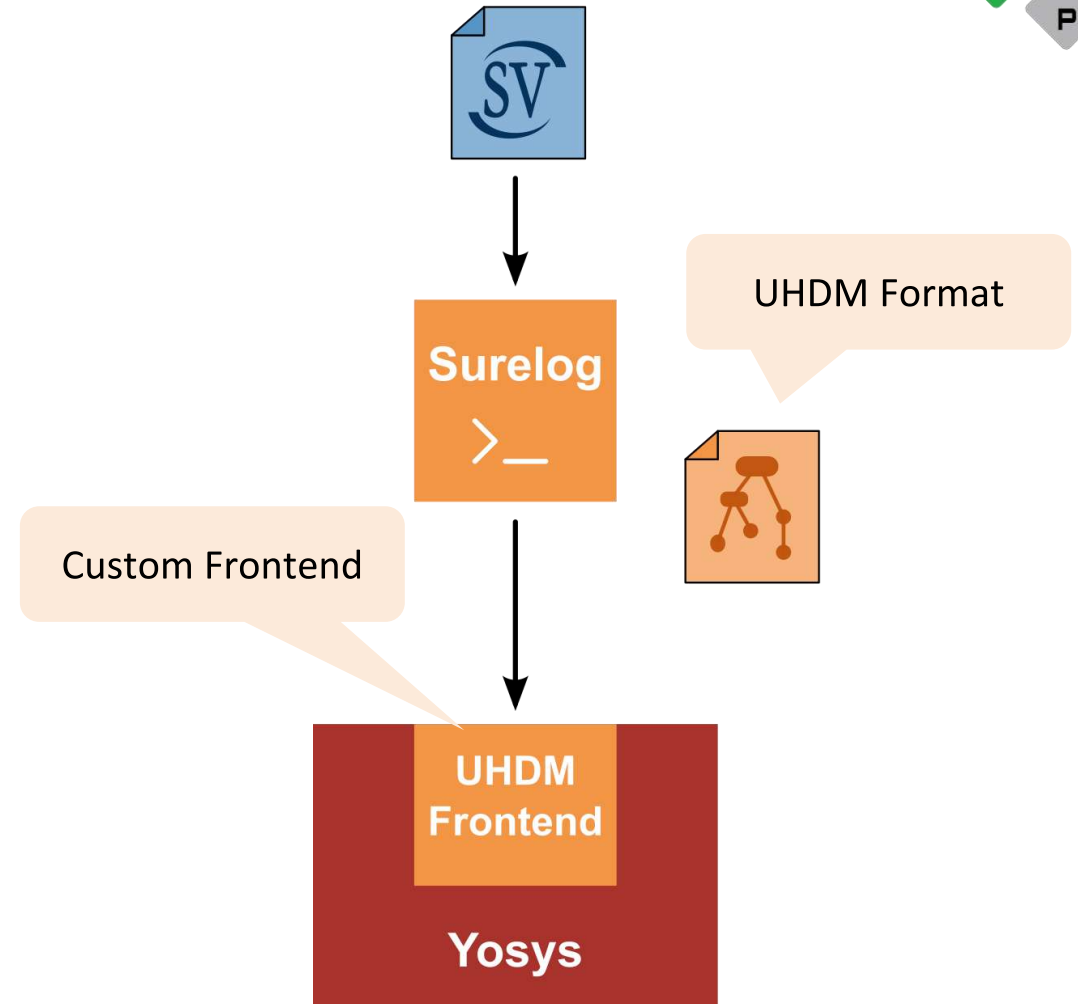 P
SV
UHDM Format
Surelog
>_
Custom Frontend
UHDM
Frontend
Yosys